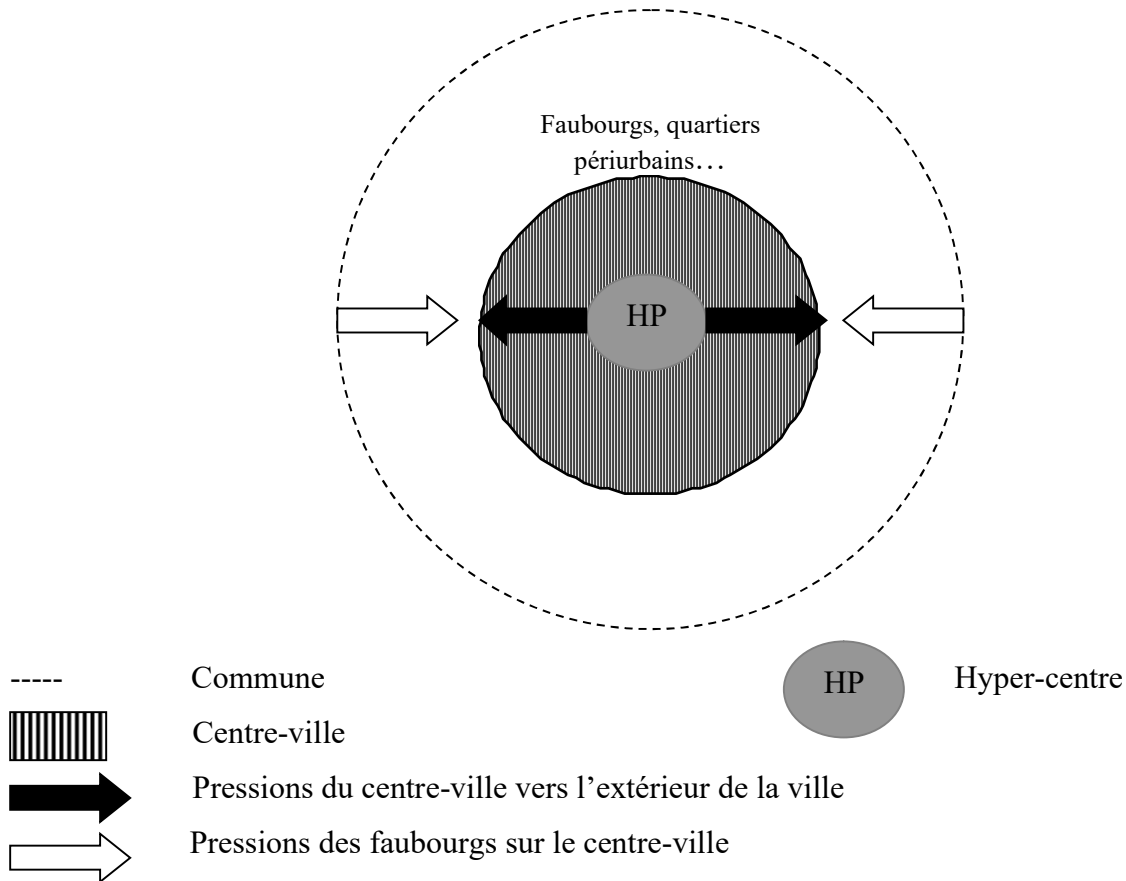 Faubourgs, quartiers
périurbains…
HP
----- Commune
HP Hyper-centre
Centre-ville
Pressions du centre-ville vers l’extérieur de la ville
Pressions des faubourgs sur le centre-ville